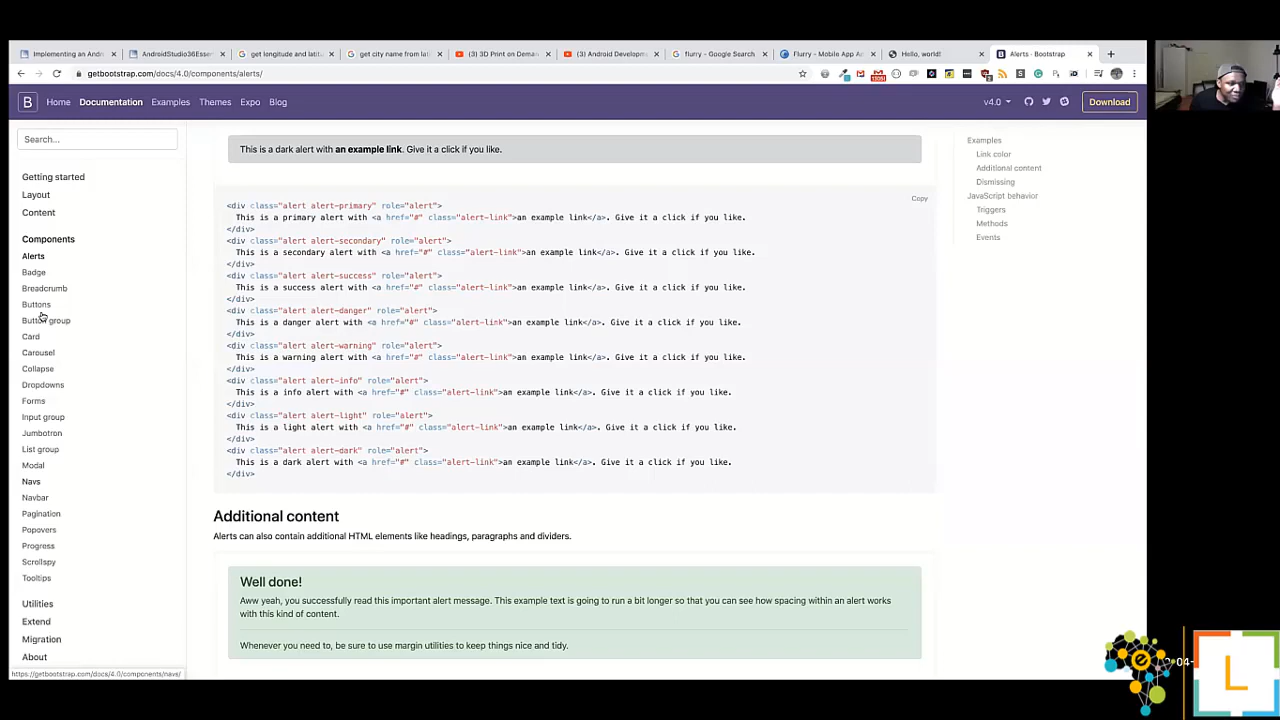 Implementing an Andr
AndroidStudio36Essen
get longitude and latitu
get city name from lati
(3) 3D Print on Deman
(3) Android Developm
flurry - Google Search
Flurry - Mobile App An
Hello, world!
Alerts · Bootstrap
getbootstrap.com/docs/4.0/components/alerts/
B
Home
Documentation
Examples
Themes
Expo
Blog
v4.0
Download
Search...
Getting started
Layout
Content
Components
Alerts
Badge
Breadcrumb
Buttons
Button group
Card
Carousel
Collapse
Dropdowns
Forms
Input group
Jumbotron
List group
Modal
Navs
Navbar
Pagination
Popovers
Progress
Scrollspy
Tooltips
Utilities
Extend
Migration
About
https://getbootstrap.com/docs/4.0/components/navs/
This is a dark alert with an example link. Give it a click if you like.
Copy
<div class="alert alert-primary" role="alert">
This is a primary alert with <a href="#" class="alert-link">an example link</a>. Give it a click if you like.
</div>
<div class="alert alert-secondary" role="alert">
This is a secondary alert with <a href="#" class="alert-link">an example link</a>. Give it a click if you like.
</div>
<div class="alert alert-success" role="alert">
This is a success alert with <a href="#" class="alert-link">an example link</a>. Give it a click if you like.
</div>
<div class="alert alert-danger" role="alert">
This is a danger alert with <a href="#" class="alert-link">an example link</a>. Give it a click if you like.
</div>
<div class="alert alert-warning" role="alert">
This is a warning alert with <a href="#" class="alert-link">an example link</a>. Give it a click if you like.
</div>
<div class="alert alert-info" role="alert">
This is a info alert with <a href="#" class="alert-link">an example link</a>. Give it a click if you like.
</div>
<div class="alert alert-light" role="alert">
This is a light alert with <a href="#" class="alert-link">an example link</a>. Give it a click if you like.
</div>
<div class="alert alert-dark" role="alert">
This is a dark alert with <a href="#" class="alert-link">an example link</a>. Give it a click if you like.
</div>
Additional content
Alerts can also contain additional HTML elements like headings, paragraphs and dividers.
Well done!
Aww yeah, you successfully read this important alert message. This example text is going to run a bit longer so that you can see how spacing within an alert works
with this kind of content.
Whenever you need to, be sure to use margin utilities to keep things nice and tidy.
Examples
Link color
Additional content
Dismissing
JavaScript behavior
Triggers
Methods
Events
e
04-
L